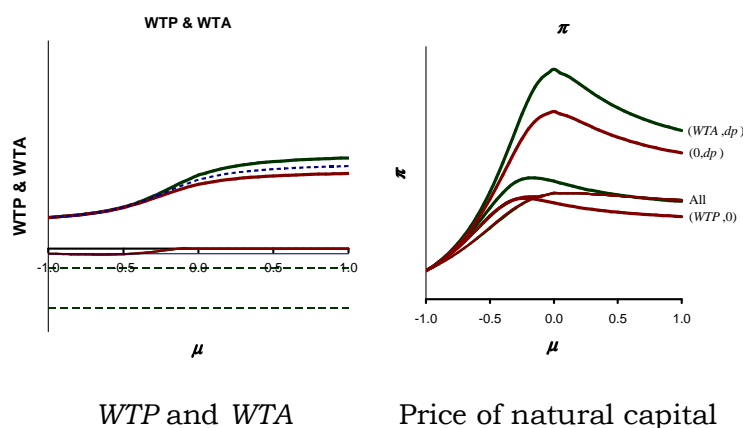 WTP & WTA
WTP & WTA
-1.0 -0.5 0.0 0.5 1.0
μ
π
π
(WTA ,dp )
(0,dp )
All
(WTP ,0)
-1.0 -0.5 0.0 0.5 1.0
μ
WTP and WTA
Price of natural capital